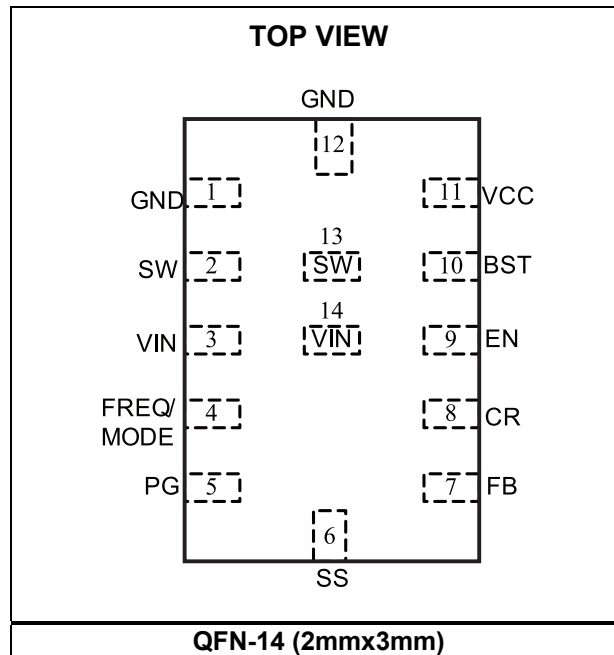 TOP VIEW
GND
12
GND 1
11 VCC
13
SW 2
SW
10 BST
14
VIN 3
VIN
9 EN
FREQ/
MODE
4
8 CR
PG 5
7 FB
6
SS
QFN-14 (2mmx3mm)